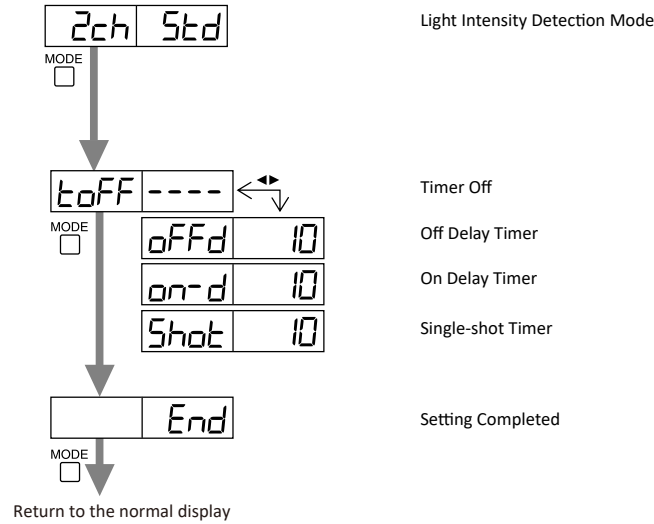 2ch Std Light Intensity Detection Mode
MODE
toFF ---- ◄► Timer Off
MODE
oFFd 10 Off Delay Timer
on-d 10 On Delay Timer
Shot 10 Single-shot Timer
End Setting Completed
MODE
Return to the normal display